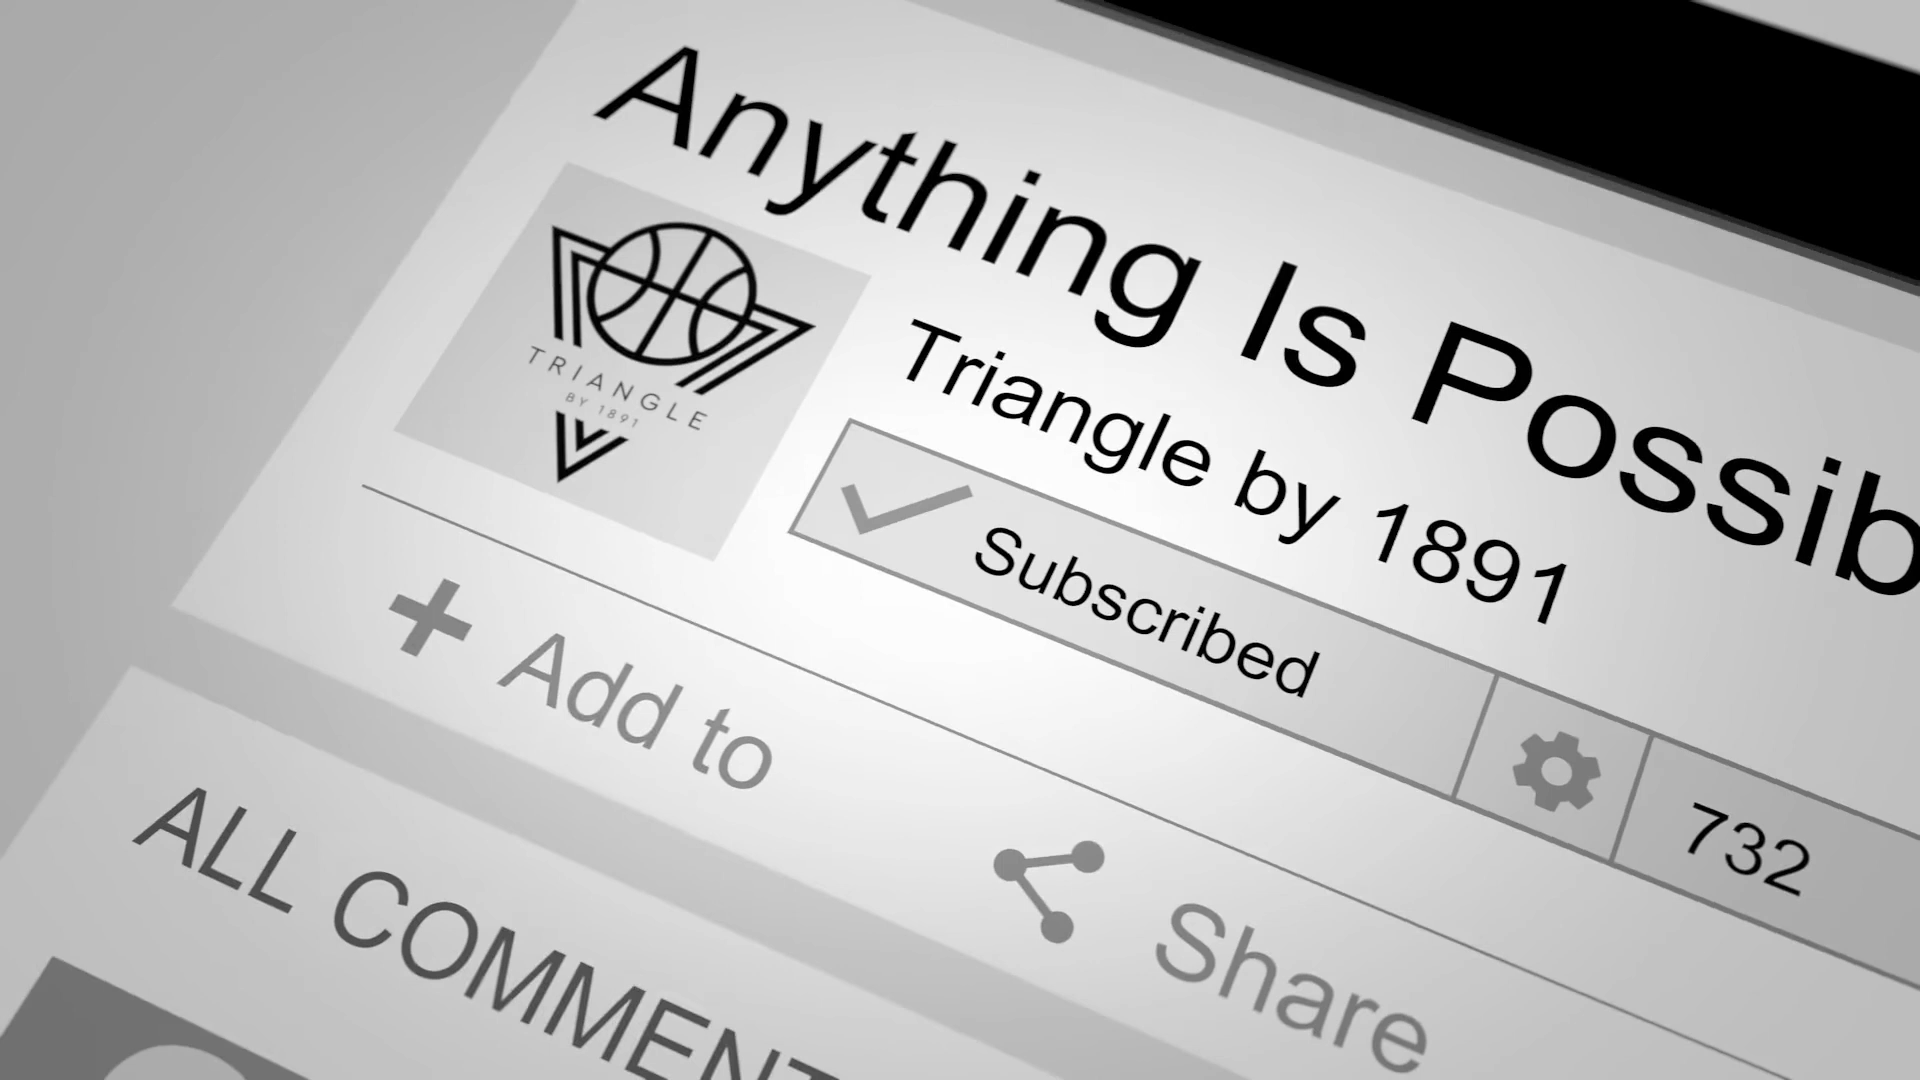 Anything Is Possib
TRIANGLE
BY 1891
Triangle by 1891
Subscribed
732
Add to
Share
ALL COMMENT